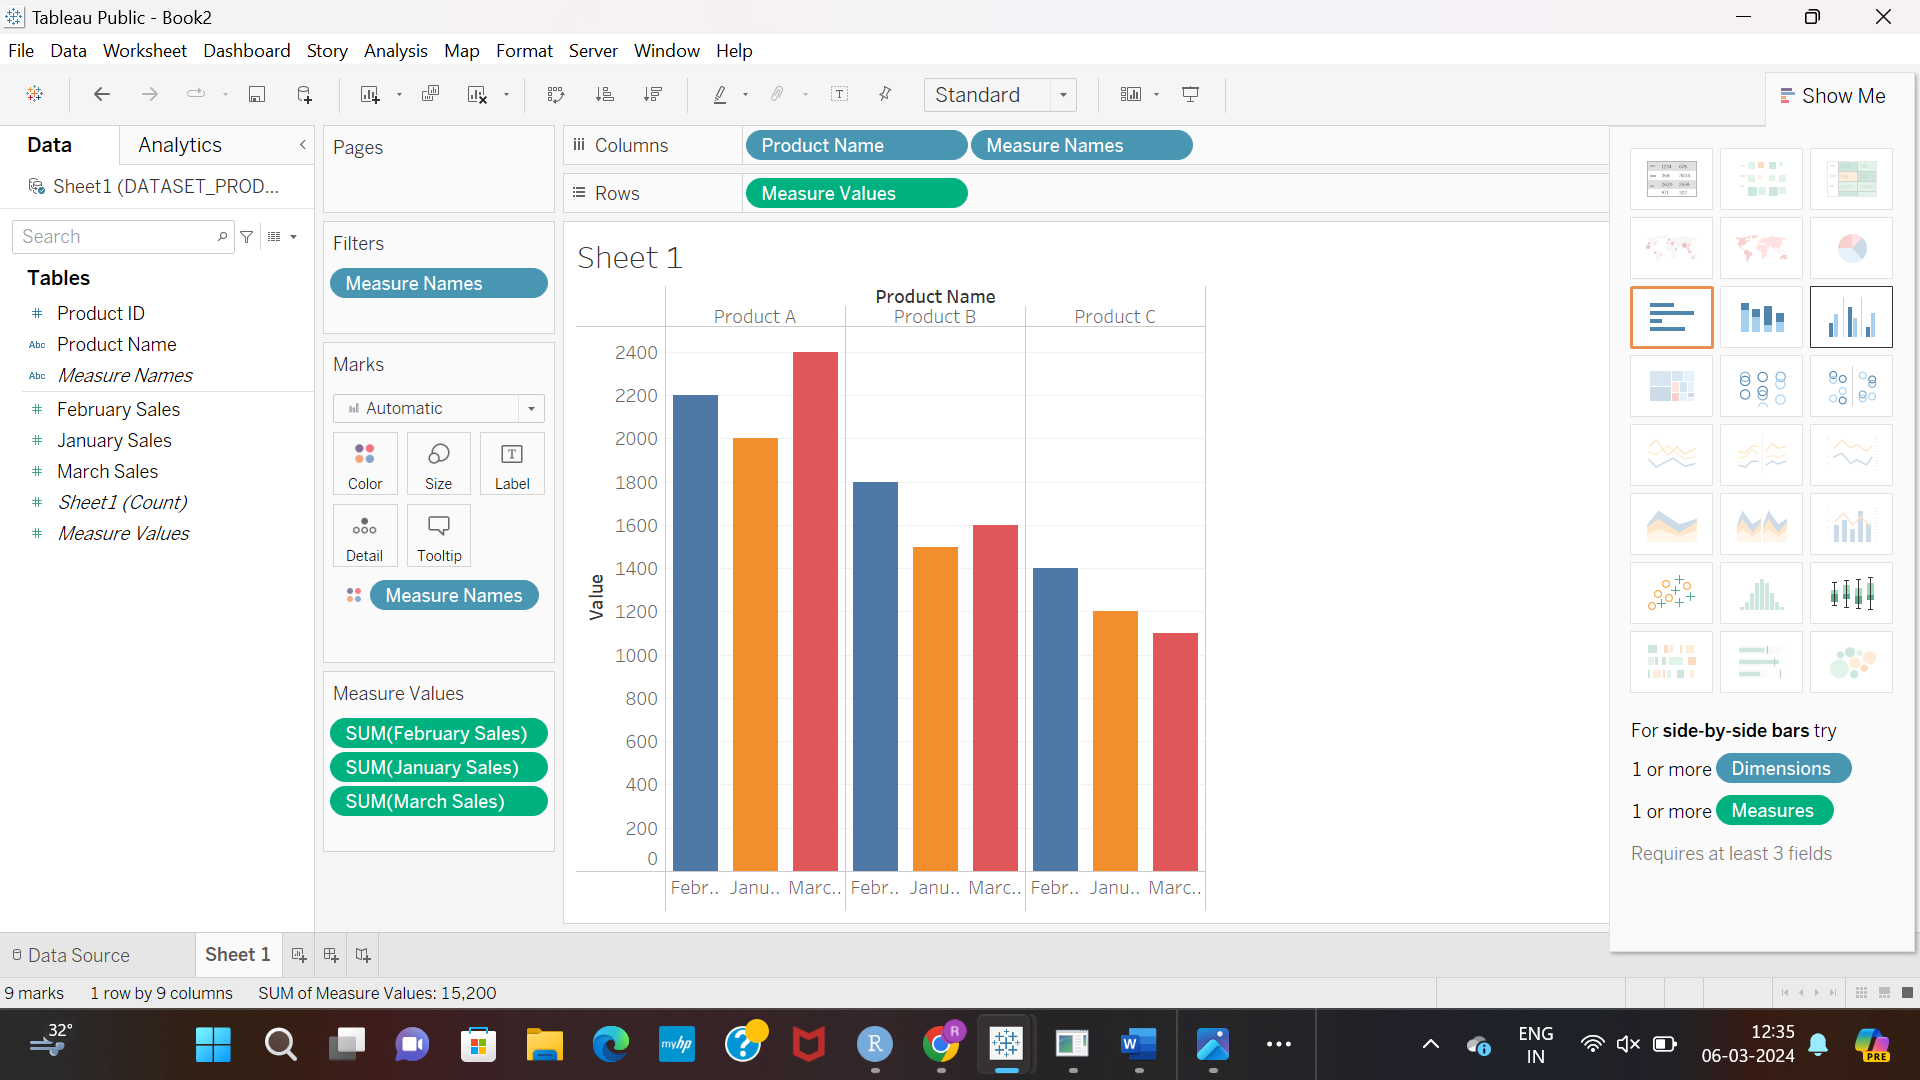 Tableau Public - Book2
File Data Worksheet Dashboard Story Analysis Map Format Server Window Help
Standard
Show Me
Data
Analytics
Sheet1 (DATASET_PROD...
Search
Tables
Product ID
Abc Product Name
Abc Measure Names
February Sales
January Sales
March Sales
Sheet1 (Count)
Measure Values
Pages
Filters
Measure Names
Marks
Automatic
Color Size Label
Detail Tooltip
Measure Names
Measure Values
SUM(February Sales)
SUM(January Sales)
SUM(March Sales)
Columns Product Name Measure Names
Rows Measure Values
Sheet 1
Product Name
Product A Product B Product C
Value
2400
2200
2000
1800
1600
1400
1200
1000
800
600
400
200
0
Febr.. Janu.. Marc.. Febr.. Janu.. Marc.. Febr.. Janu.. Marc..
For side-by-side bars try
1 or more Dimensions
1 or more Measures
Requires at least 3 fields
Data Source Sheet 1
9 marks 1 row by 9 columns SUM of Measure Values: 15,200
32°
myhp
R
R
W
ENG
IN
12:35
06-03-2024
PRE